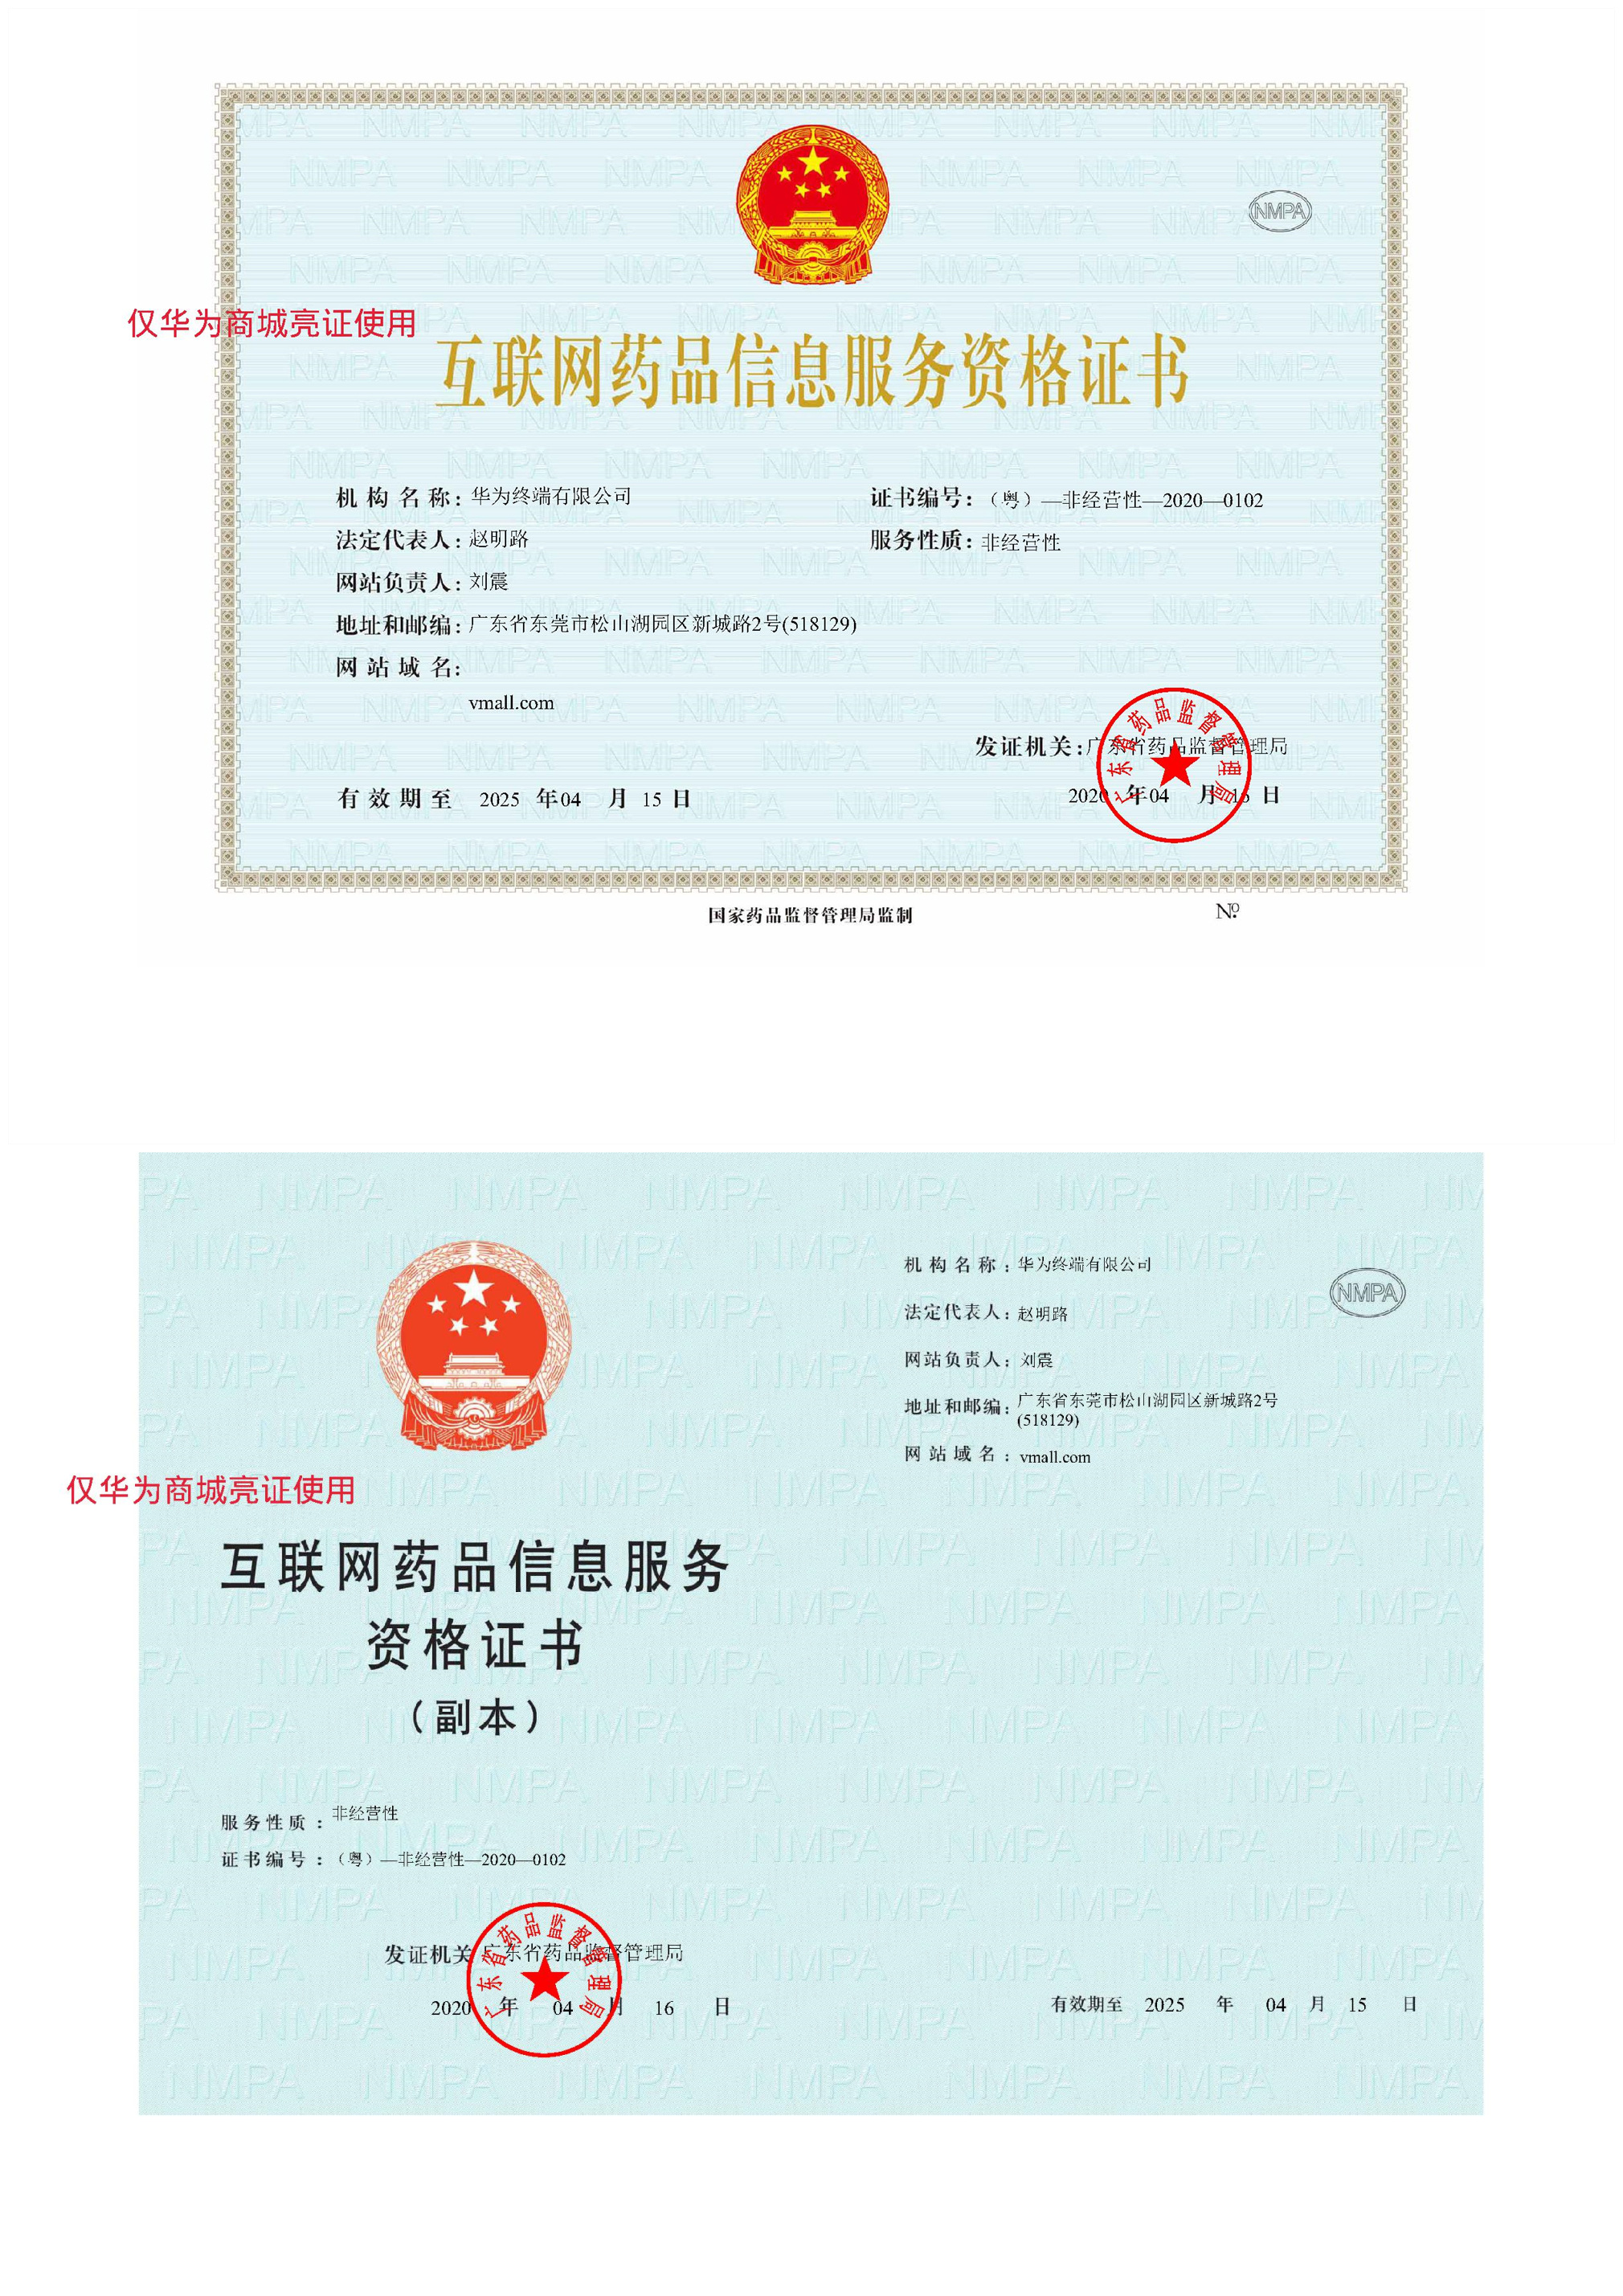 NMPA
仅华为商城亮证使用
互联网药品信息服务资格证书
机构名称：华为终端有限公司
证书编号：（粤）—非经营性—2020—0102
法定代表人：赵明路
服务性质：非经营性
网站负责人：刘震
地址和邮编：广东省东莞市松山湖园区新城路2号(518129)
网站域名：
vmall.com
发证机关：广东省药品监督管理局
广东省药品监督管理局
有效期至 2025 年04 月 15 日
2020 年04 月 16 日
国家药品监督管理局监制
№
机构名称：华为终端有限公司
NMPA
法定代表人：赵明路
网站负责人：刘震
地址和邮编：广东省东莞市松山湖园区新城路2号
(518129)
网站域名：vmall.com
仅华为商城亮证使用
互联网药品信息服务
资格证书
（副本）
服务性质：非经营性
证书编号：（粤）—非经营性—2020—0102
发证机关 广东省药品监督管理局
广东省药品监督管理局
2020 年 04 月 16 日
有效期至 2025 年 04 月 15 日